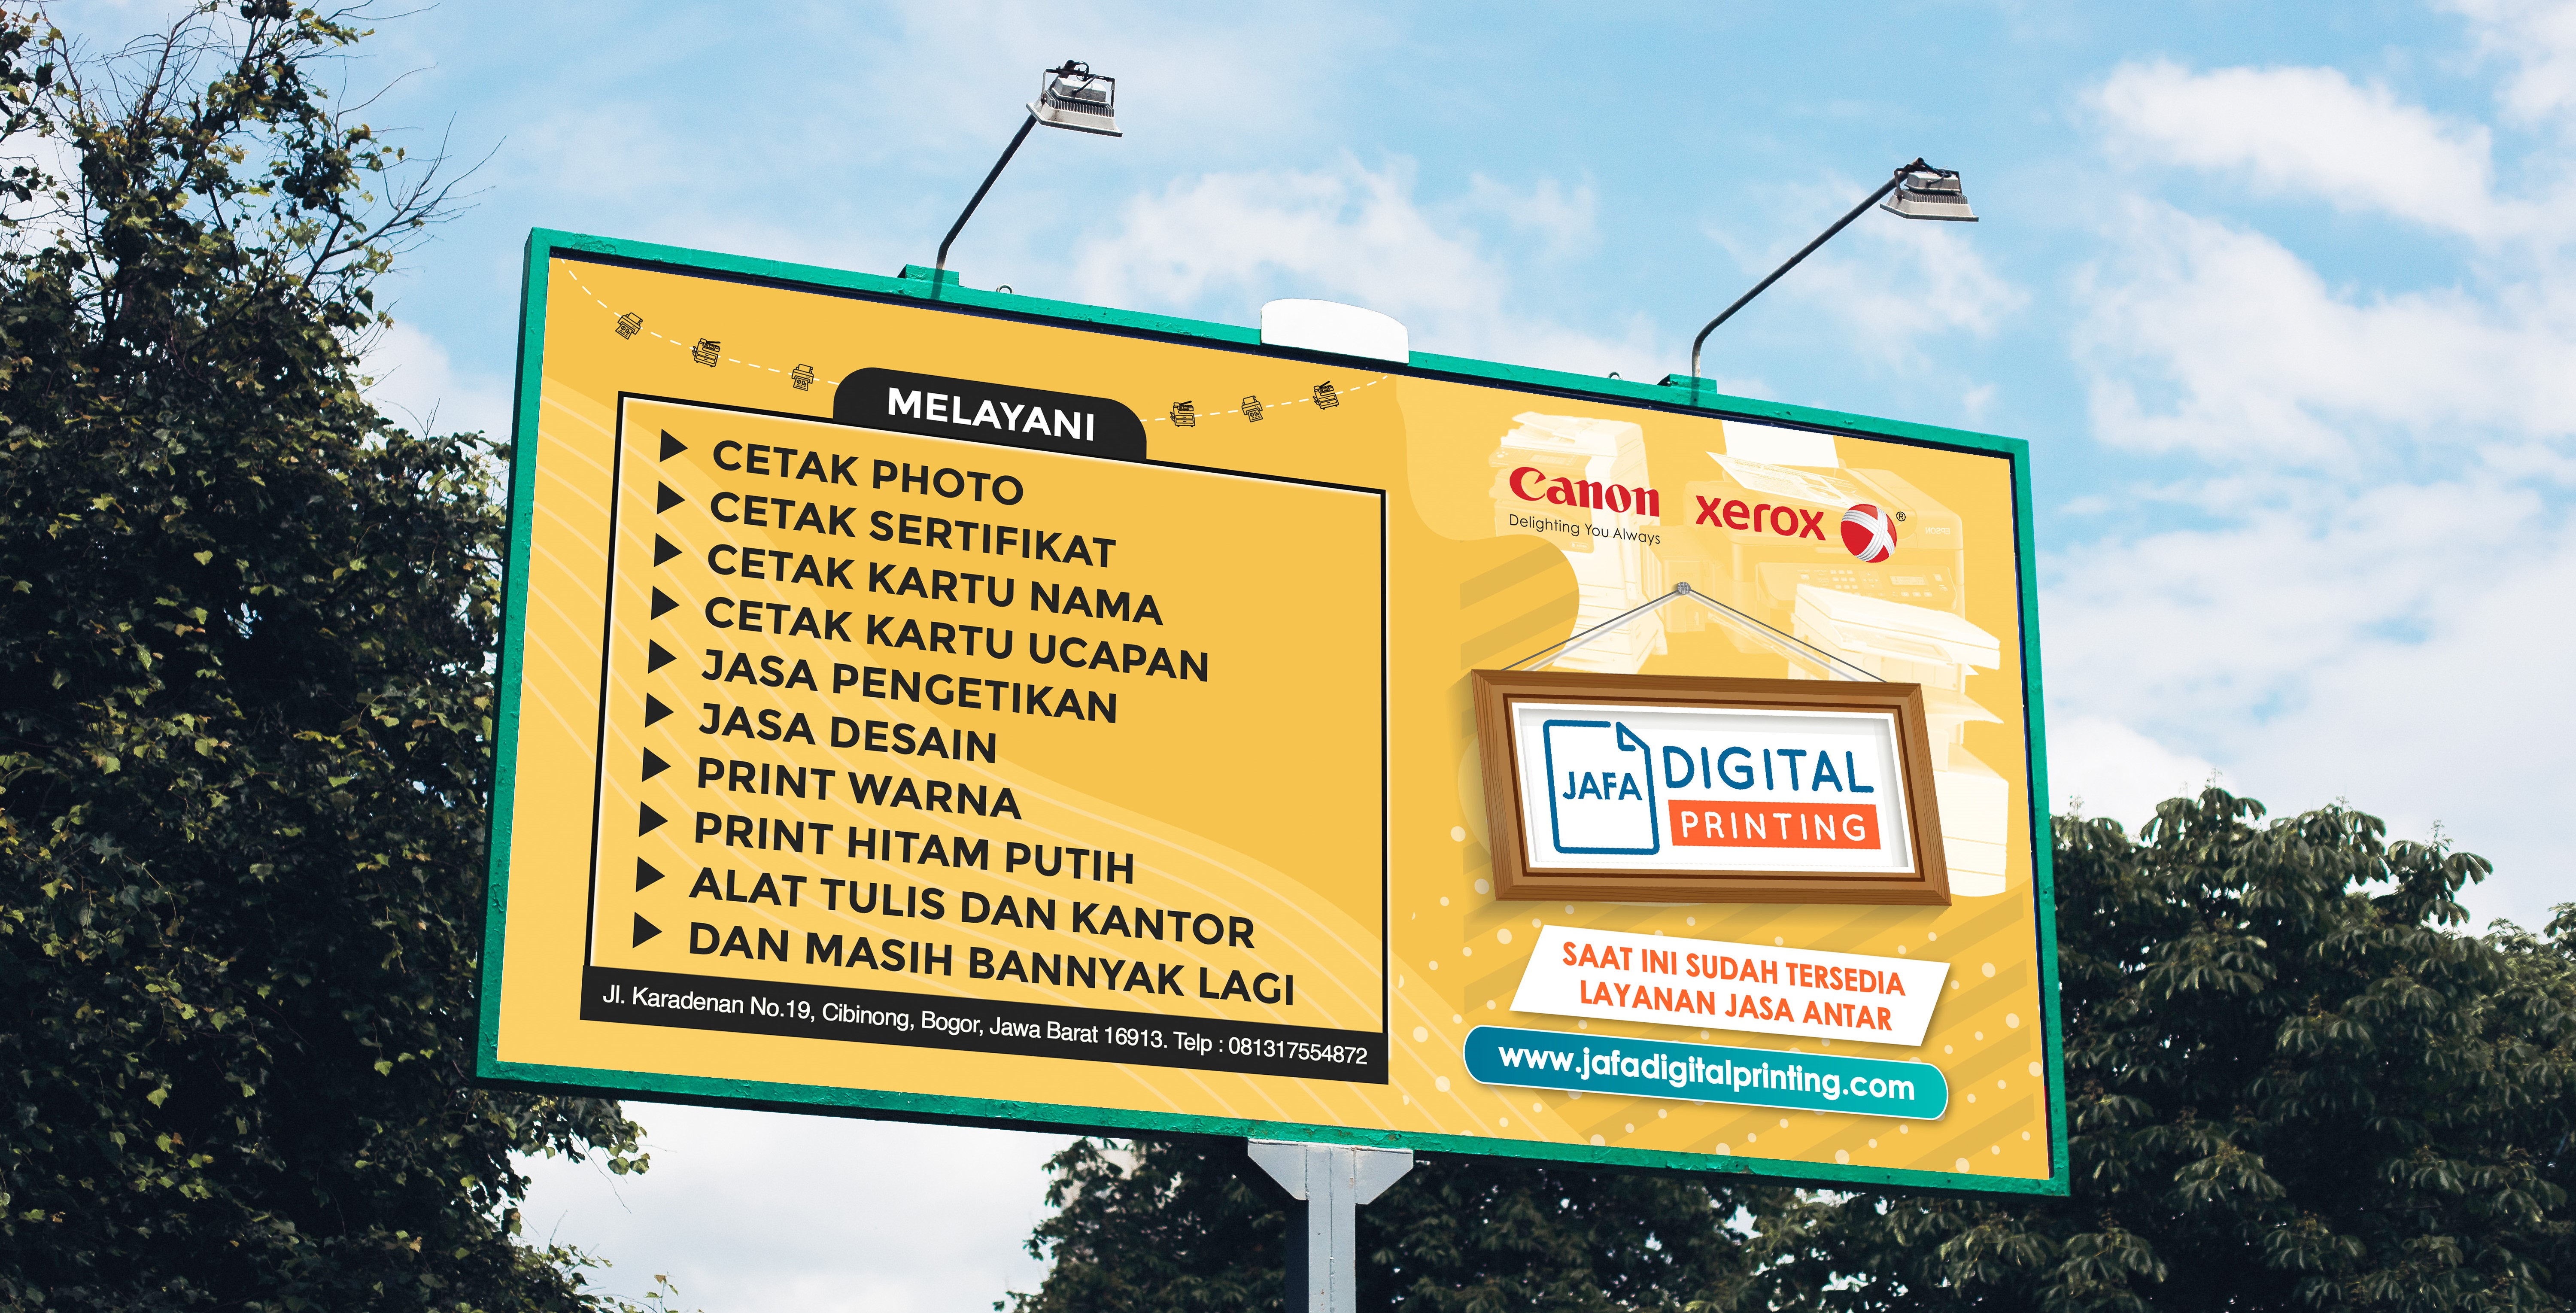 MELAYANI
CETAK PHOTO
CETAK SERTIFIKAT
CETAK KARTU NAMA
CETAK KARTU UCAPAN
JASA PENGETIKAN
JASA DESAIN
PRINT WARNA
PRINT HITAM PUTIH
ALAT TULIS DAN KANTOR
DAN MASIH BANNYAK LAGI
Jl. Karadenan No.19, Cibinong, Bogor, Jawa Barat 16913. Telp : 081317554872
Canon
Delighting You Always
xerox ®
JAFA
DIGITAL
PRINTING
SAAT INI SUDAH TERSEDIA
LAYANAN JASA ANTAR
www.jafadigitalprinting.com